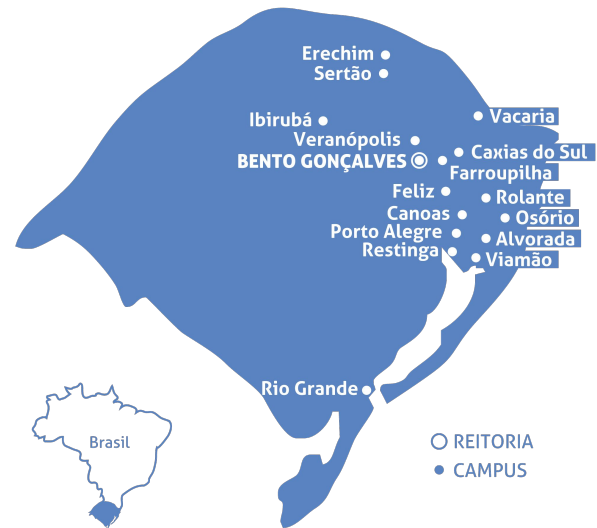 Erechim
Sertão
Vacaria
Ibirubá
Veranópolis
Caxias do Sul
BENTO GONÇALVES
Farroupilha
Feliz
Rolante
Canoas
Osório
Porto Alegre
Alvorada
Restinga
Viamão
Rio Grande
Brasil
REITORIA
CAMPUS